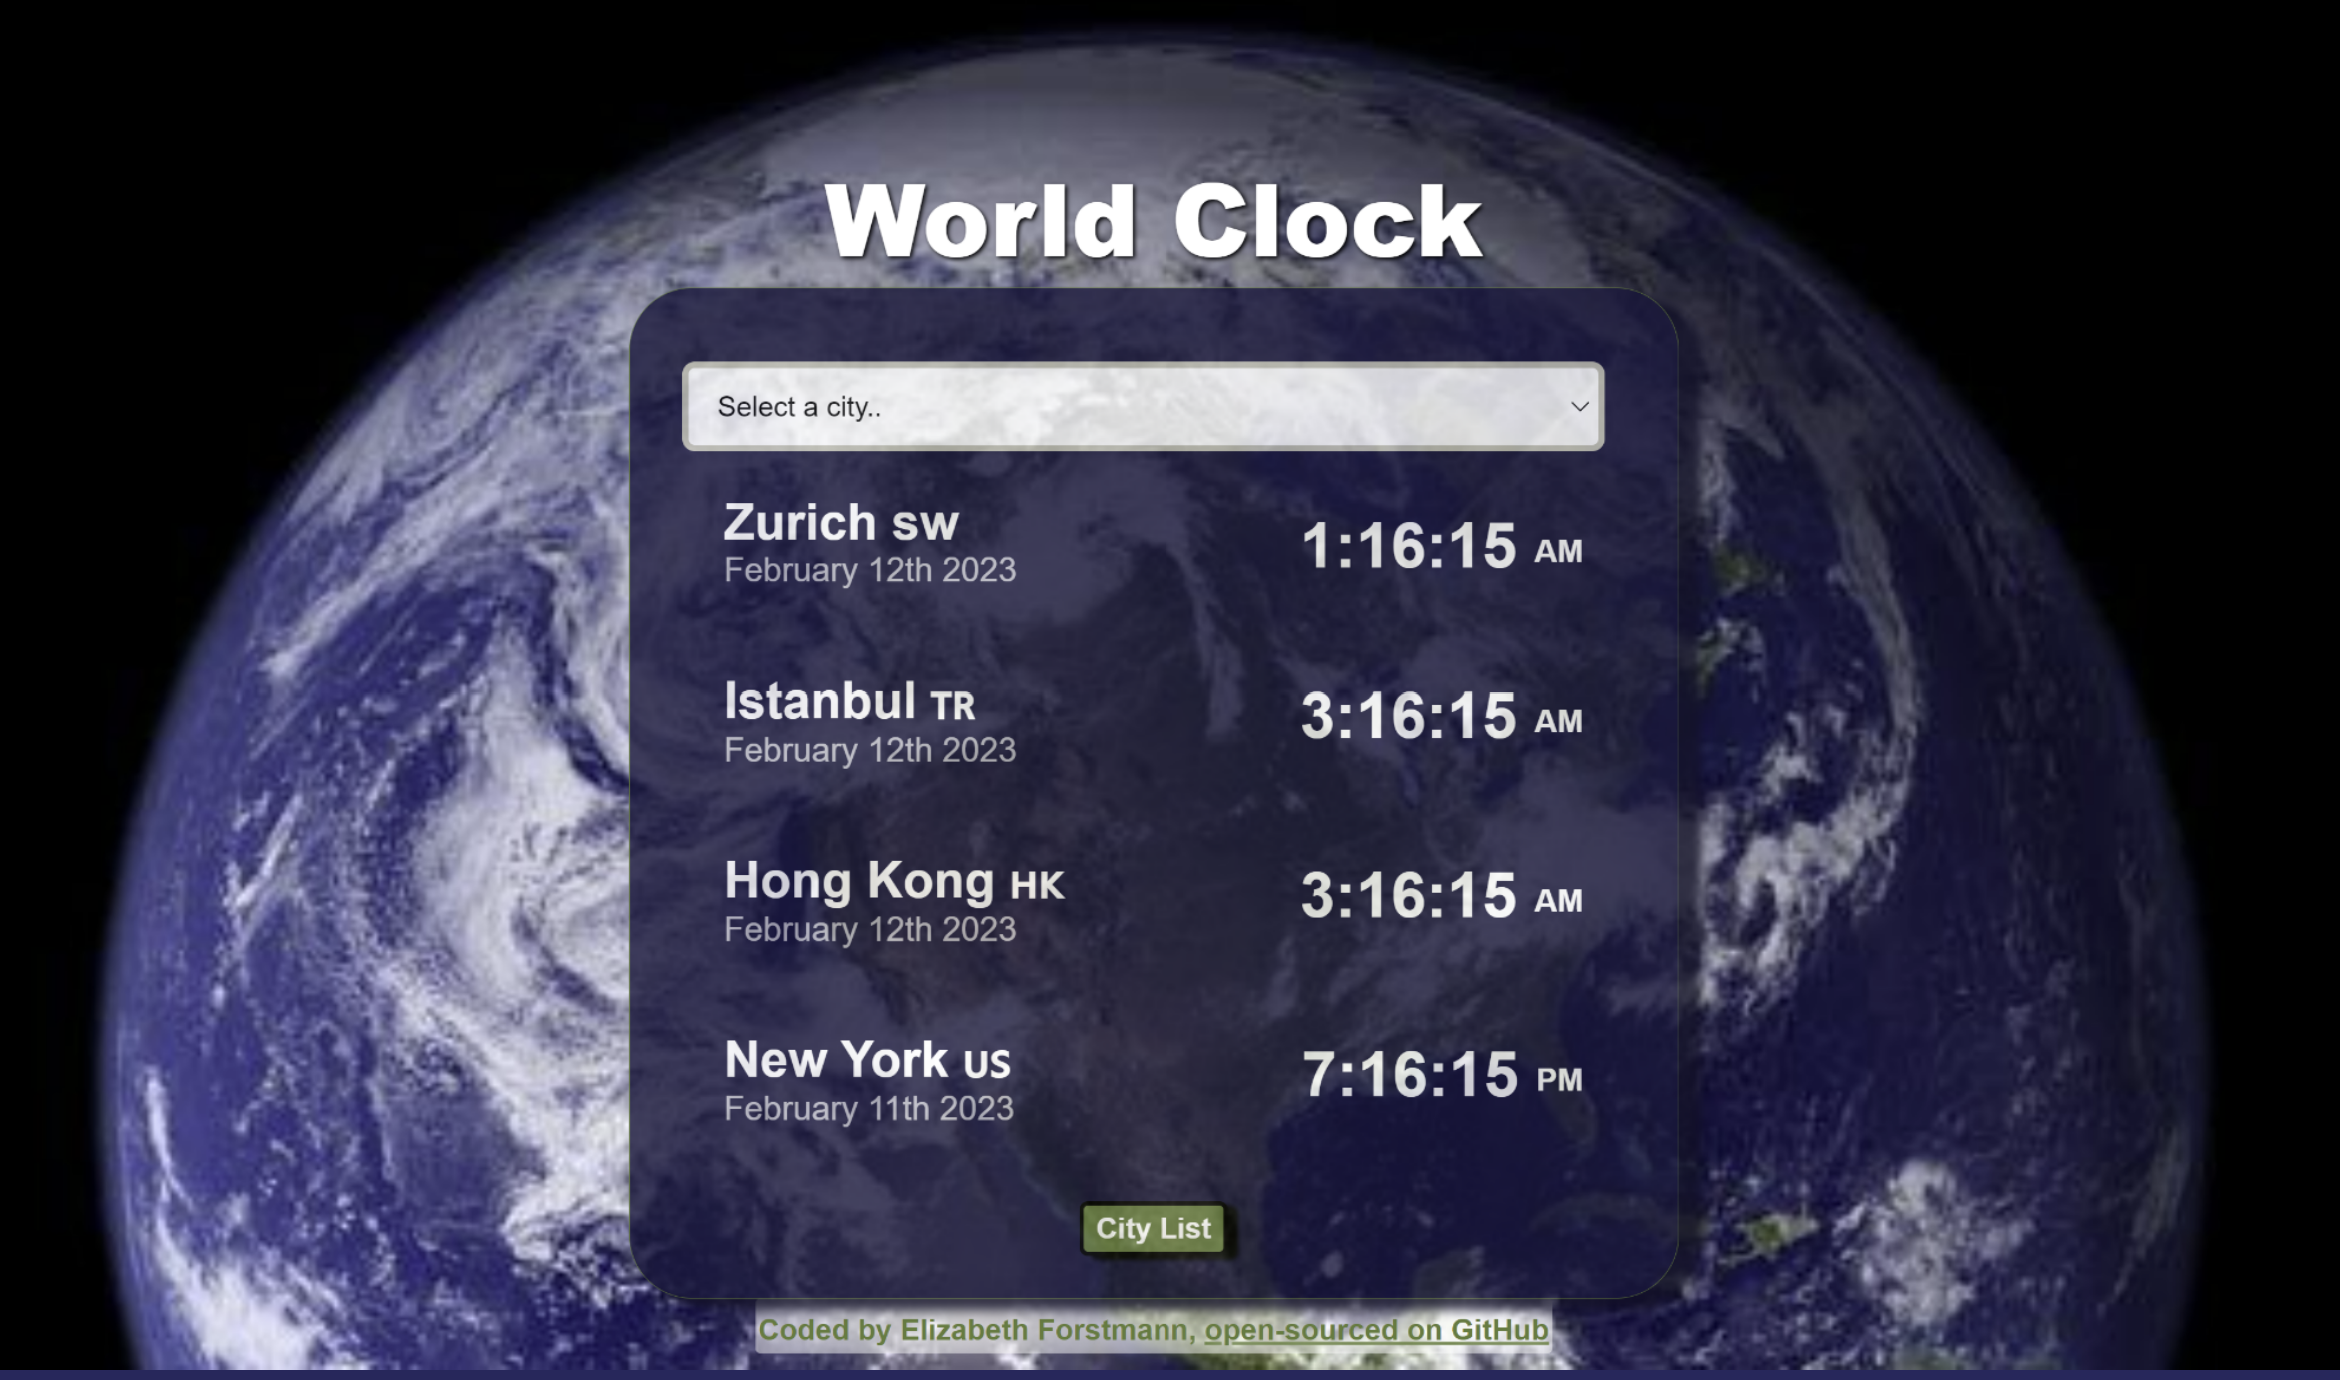 World Clock
Select a city..
Zurich SW
February 12th 2023
1:16:15 AM
Istanbul TR
February 12th 2023
3:16:15 AM
Hong Kong HK
February 12th 2023
3:16:15 AM
New York US
February 11th 2023
7:16:15 PM
City List
Coded by Elizabeth Forstmann, open-sourced on GitHub